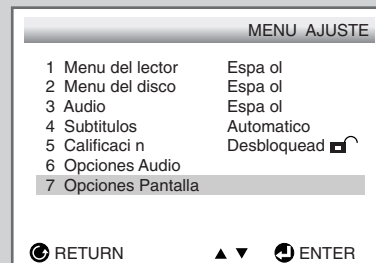 MENU AJUSTE
1 Menu del lector Espa ol
2 Menu del disco Espa ol
3 Audio Espa ol
4 Subtitulos Automatico
5 Calificaci n Desbloquead
6 Opciones Audio
7 Opciones Pantalla
RETURN ▲ ▼ ENTER